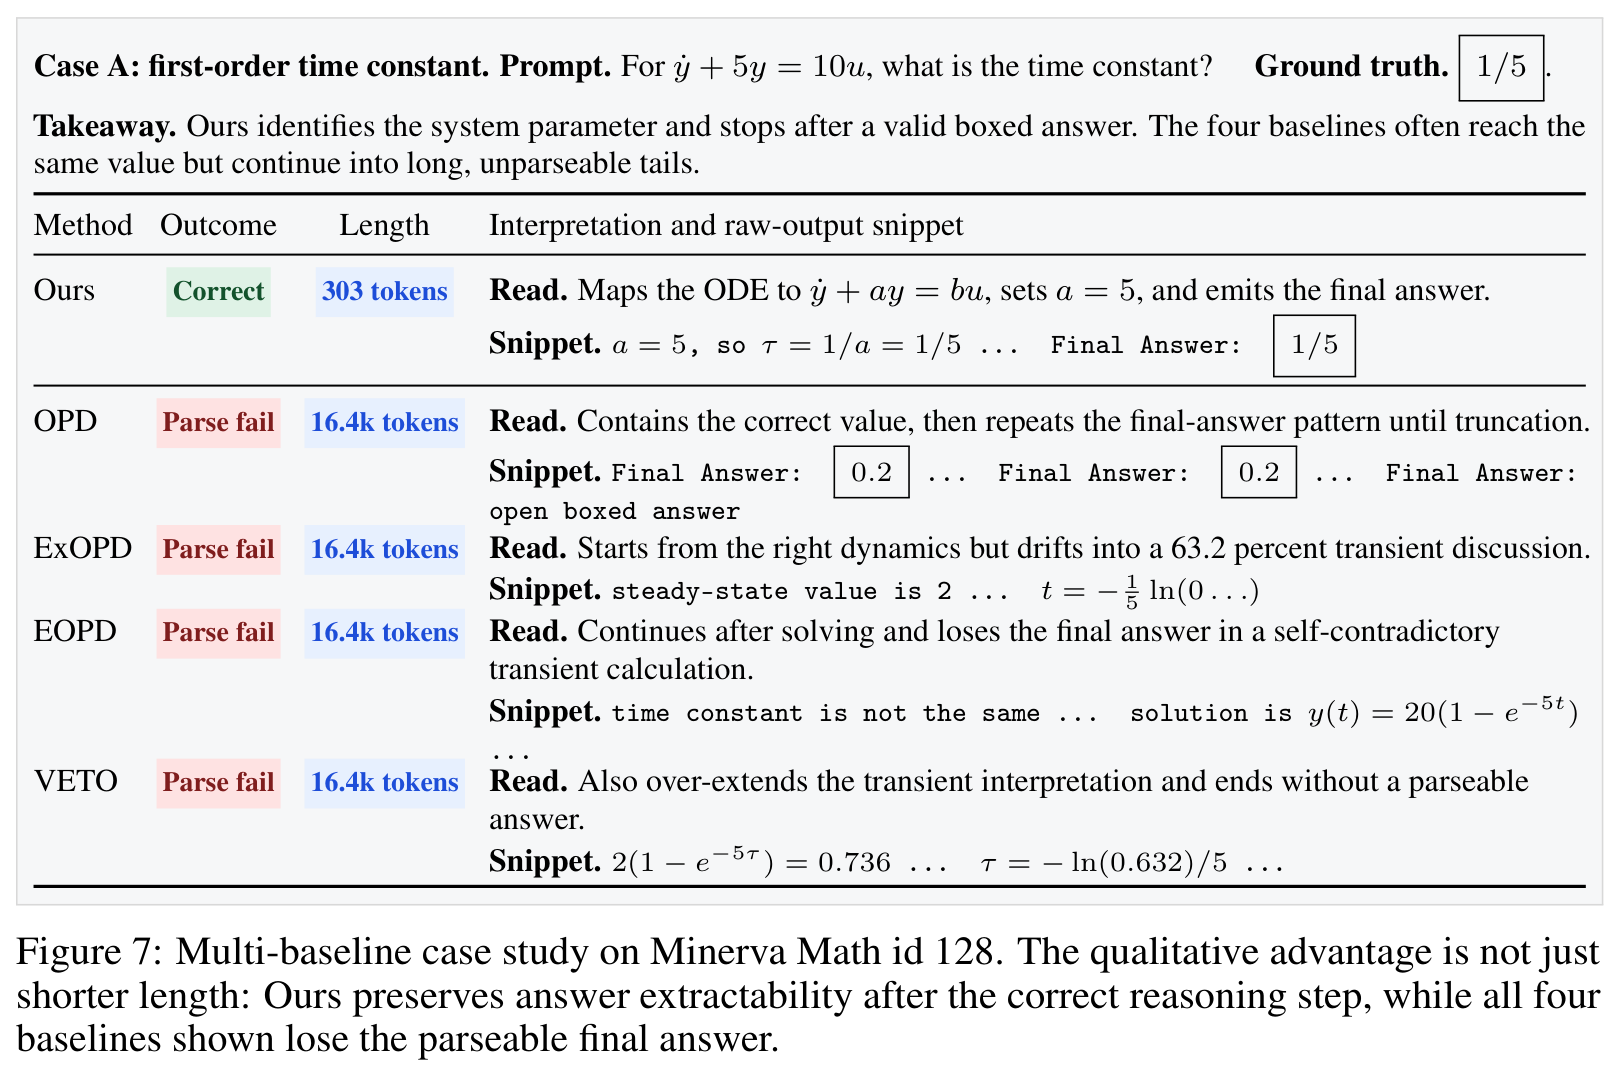 Case A: first-order time constant. Prompt. For ẏ + 5y = 10u, what is the time constant? Ground truth. 1/5.
Takeaway. Ours identifies the system parameter and stops after a valid boxed answer. The four baselines often reach the
same value but continue into long, unparseable tails.
Method Outcome Length Interpretation and raw-output snippet
Ours Correct 303 tokens Read. Maps the ODE to ẏ + ay = bu, sets a = 5, and emits the final answer.
Snippet. a = 5, so τ = 1/a = 1/5 ... Final Answer: 1/5
OPD Parse fail 16.4k tokens Read. Contains the correct value, then repeats the final-answer pattern until truncation.
Snippet. Final Answer: 0.2 ... Final Answer: 0.2 ... Final Answer:
open boxed answer
ExOPD Parse fail 16.4k tokens Read. Starts from the right dynamics but drifts into a 63.2 percent transient discussion.
Snippet. steady-state value is 2 ... t = −1/5 ln(0...)
EOPD Parse fail 16.4k tokens Read. Continues after solving and loses the final answer in a self-contradictory
transient calculation.
Snippet. time constant is not the same ... solution is y(t) = 20(1 − e^{−5t})
...
VETO Parse fail 16.4k tokens Read. Also over-extends the transient interpretation and ends without a parseable
answer.
Snippet. 2(1 − e^{−5τ}) = 0.736 ... τ = − ln(0.632)/5 ...
Figure 7: Multi-baseline case study on Minerva Math id 128. The qualitative advantage is not just
shorter length: Ours preserves answer extractability after the correct reasoning step, while all four
baselines shown lose the parseable final answer.